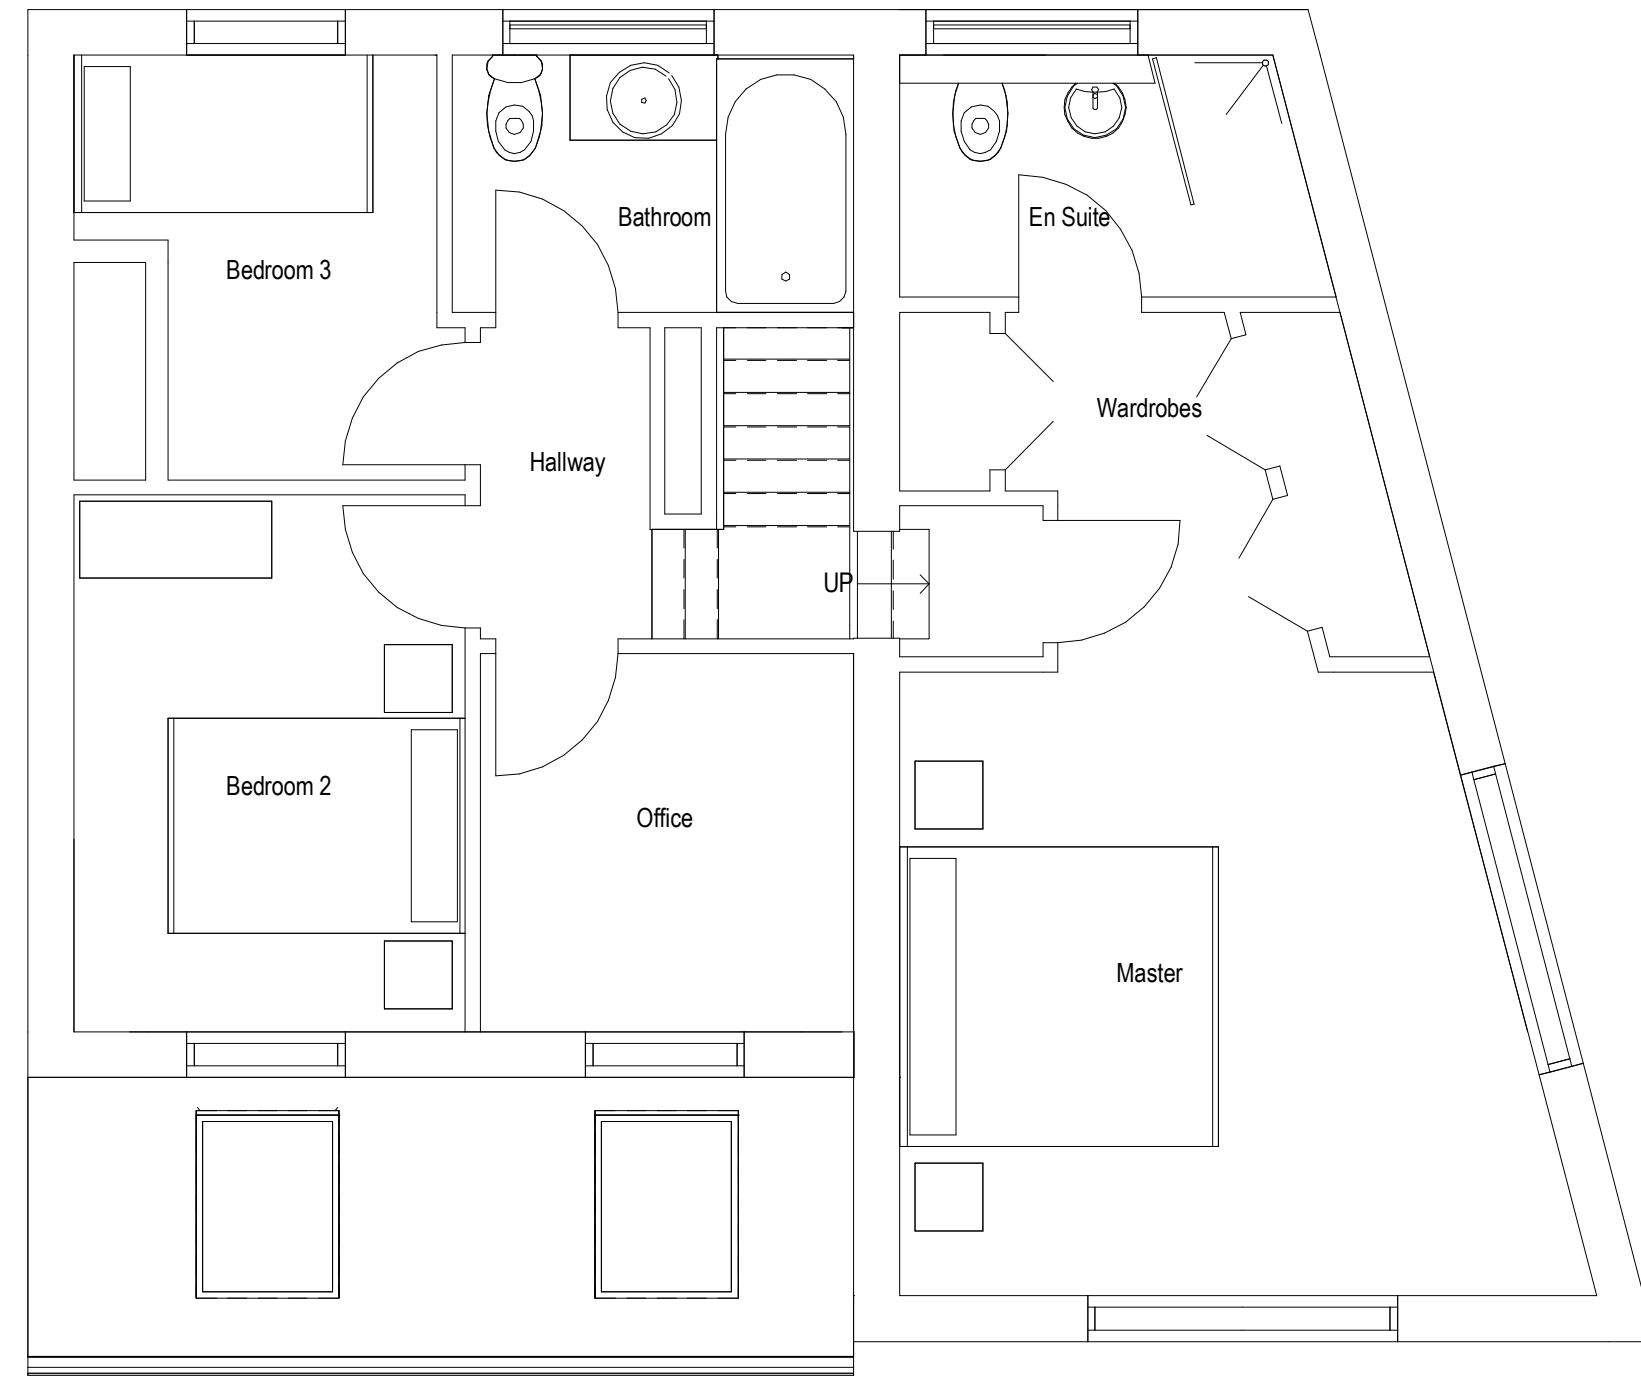 Bathroom
En Suite
Bedroom 3
Wardrobes
Hallway
UP
Bedroom 2
Office
Master